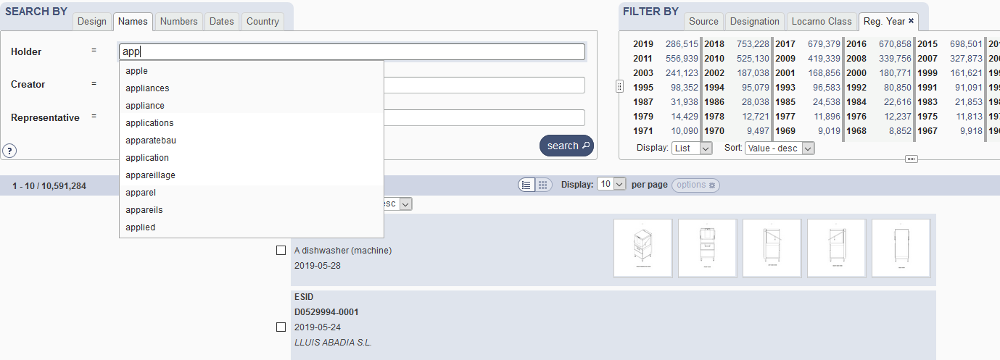 SEARCH BY Design Names Numbers Dates Country
Holder = app
apple
appliances
appliance
applications
apparatebau
application
appareillage
apparel
appareils
applied
Creator =
Representative =
? search
FILTER BY Source Designation Locarno Class Reg. Year ×
2019 286,515 2018 753,228 2017 679,379 2016 670,858 2015 698,501
2011 556,939 2010 525,130 2009 419,339 2008 339,756 2007 327,873
2003 241,123 2002 187,038 2001 168,856 2000 180,771 1999 161,621
1995 98,352 1994 95,079 1993 96,583 1992 80,850 1991 91,091
1987 31,938 1986 28,038 1985 24,538 1984 22,616 1983 21,853
1979 14,429 1978 12,721 1977 11,896 1976 12,237 1975 11,813
1971 10,090 1970 9,497 1969 9,019 1968 8,852 1967 9,918
Display: List Sort: Value - desc
1 - 10 / 10,591,284 Display: 10 per page options
esc
A dishwasher (machine)
2019-05-28
ESID
D0529994-0001
2019-05-24
LLUIS ABADIA S.L.